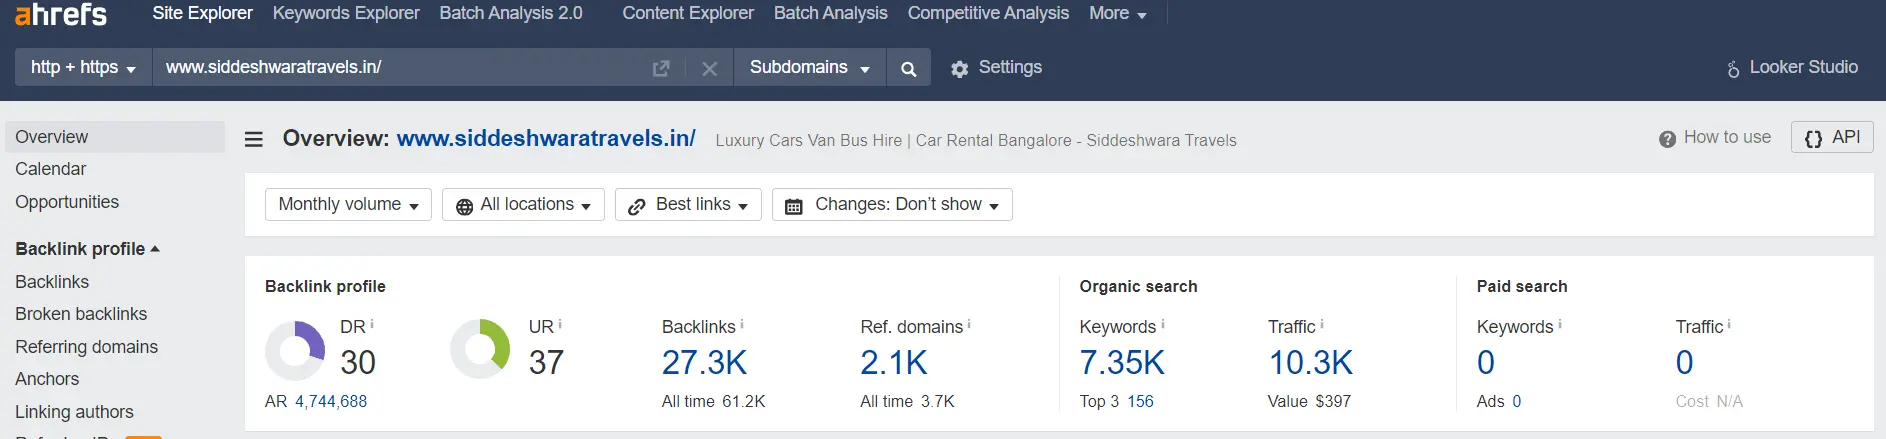 ahrefs Site Explorer Keywords Explorer Batch Analysis 2.0 Content Explorer Batch Analysis Competitive Analysis More
http + https www.siddeshwaratravels.in/ Subdomains Settings Looker Studio
Overview
Calendar
Opportunities
Backlink profile
Backlinks
Broken backlinks
Referring domains
Anchors
Linking authors
Overview: www.siddeshwaratravels.in/ Luxury Cars Van Bus Hire | Car Rental Bangalore - Siddeshwara Travels ? How to use {} API
Monthly volume All locations Best links Changes: Don't show
Backlink profile
DR i UR i Backlinks i Ref. domains i
30 37 27.3K 2.1K
AR 4,744,688 All time 61.2K All time 3.7K
Organic search
Keywords i Traffic i
7.35K 10.3K
Top 3 156 Value $397
Paid search
Keywords i Traffic i
0 0
Ads 0 Cost N/A